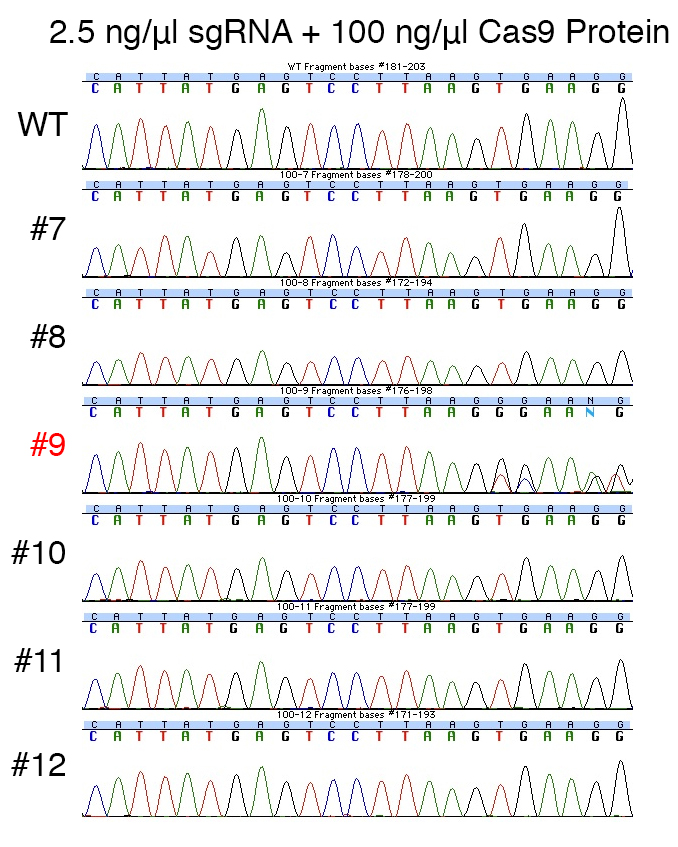 2.5 ng/µl sgRNA + 100 ng/µl Cas9 Protein
WT Fragment bases #181-203
C A T T A T G A G T C C T T A A G T G A A G G
C A T T A T G A G T C C T T A A G T G A A G G
WT
100-7 Fragment bases #178-200
C A T T A T G A G T C C T T A A G T G A A G G
C A T T A T G A G T C C T T A A G T G A A G G
#7
100-8 Fragment bases #172-194
C A T T A T G A G T C C T T A A G T G A A G G
C A T T A T G A G T C C T T A A G T G A A G G
#8
100-9 Fragment bases #176-198
C A T T A T G A G T C C T T A A G G G A A N G
C A T T A T G A G T C C T T A A G G G A A N G
#9
100-10 Fragment bases #177-199
C A T T A T G A G T C C T T A A G T G A A G G
C A T T A T G A G T C C T T A A G T G A A G G
#10
100-11 Fragment bases #177-199
C A T T A T G A G T C C T T A A G T G A A G G
C A T T A T G A G T C C T T A A G T G A A G G
#11
100-12 Fragment bases #171-193
C A T T A T G A G T C C T T A A G T G A A G G
C A T T A T G A G T C C T T A A G T G A A G G
#12